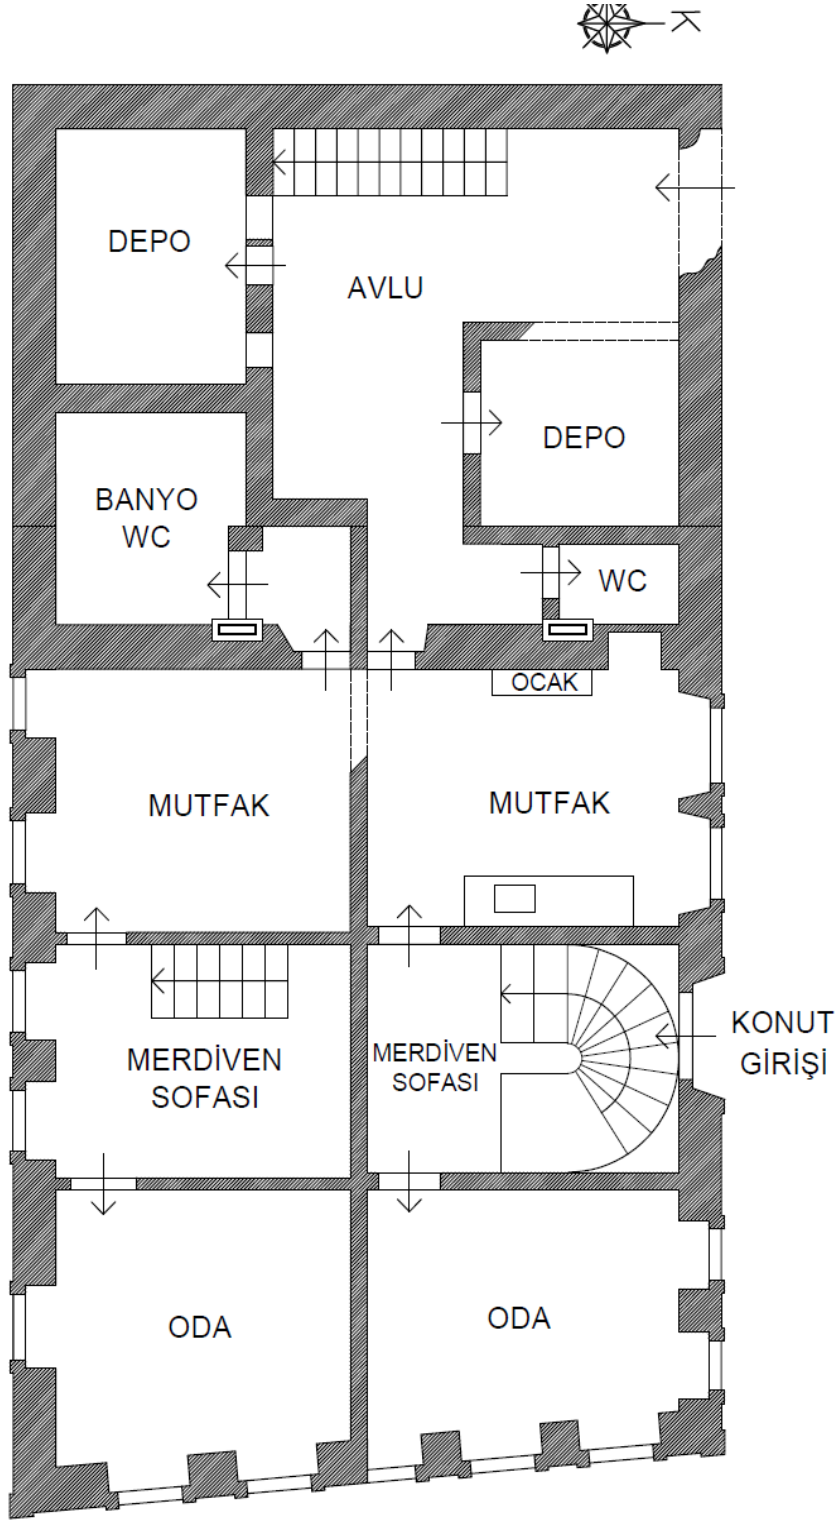 K
DEPO
AVLU
DEPO
BANYO
WC
WC
OCAK
MUTFAK
MUTFAK
KONUT
GİRİŞİ
MERDİVEN
SOFASI
MERDİVEN
SOFASI
ODA
ODA